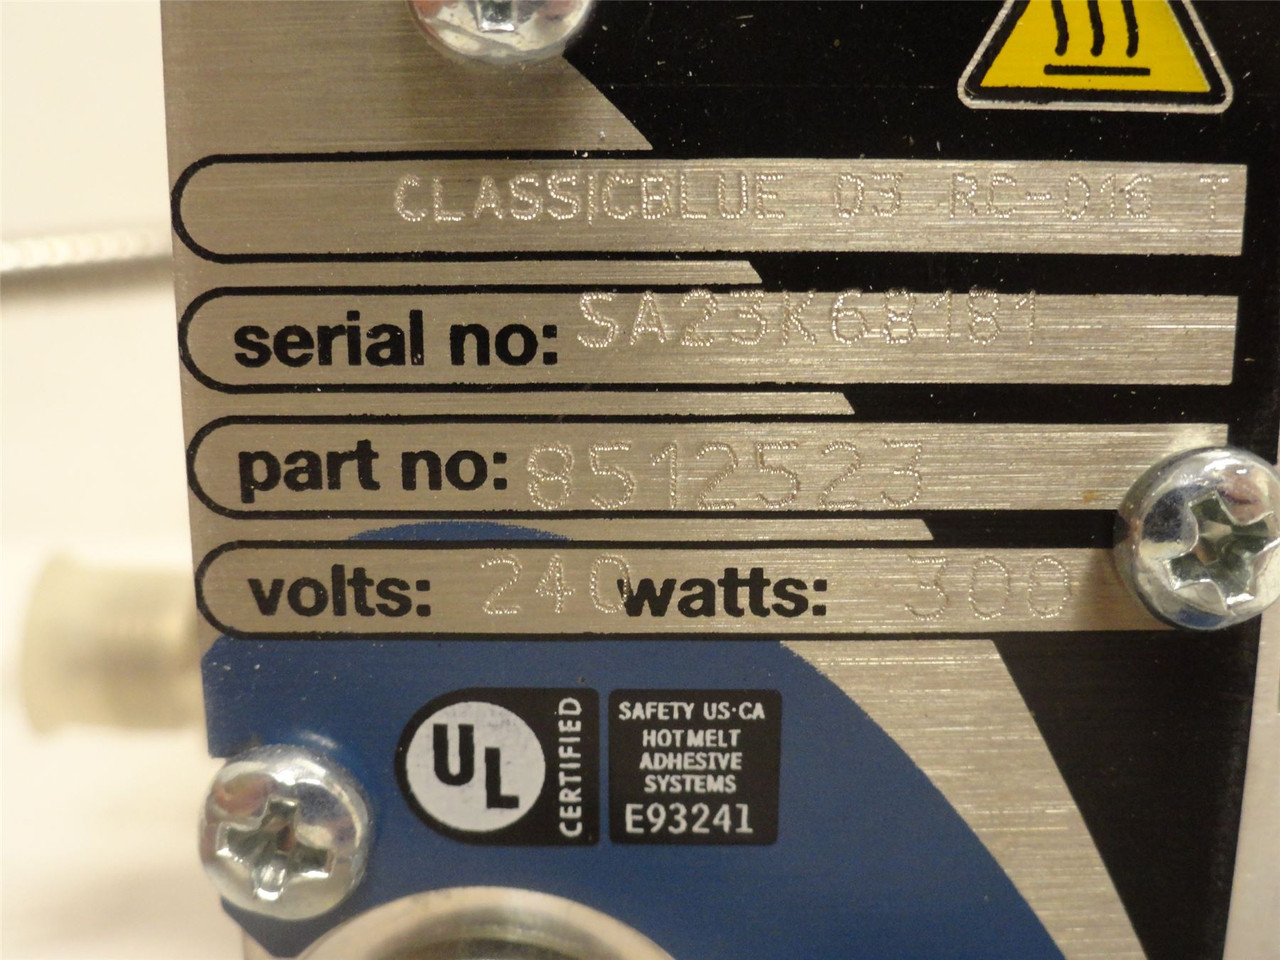 CLASSICBLUE 03 RC-016 T
serial no: SA23K68181
part no: 8512523
volts: 240 watts: 300
UL CERTIFIED
SAFETY US·CA
HOTMELT
ADHESIVE
SYSTEMS
E93241